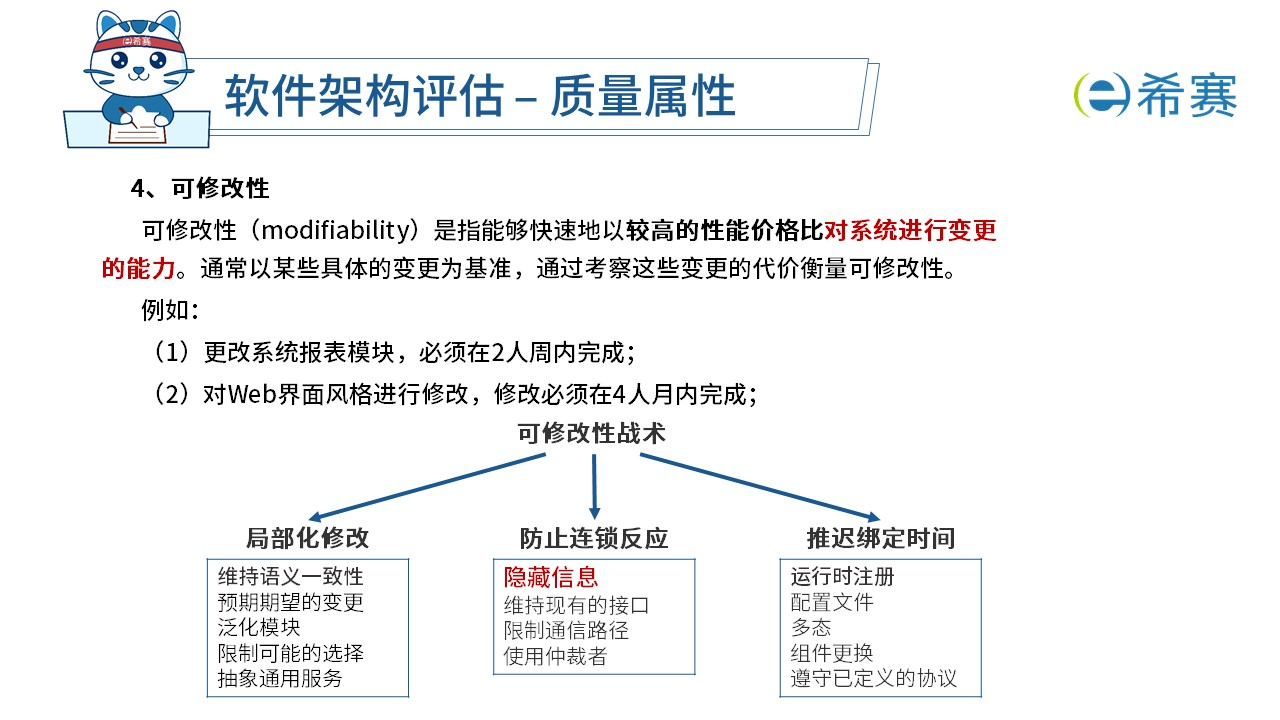 希赛
软件架构评估 – 质量属性
希赛
4、可修改性
可修改性（modifiability）是指能够快速地以较高的性能价格比对系统进行变更
的能力。通常以某些具体的变更为基准，通过考察这些变更的代价衡量可修改性。
例如：
（1）更改系统报表模块，必须在2人周内完成；
（2）对Web界面风格进行修改，修改必须在4人月内完成；
可修改性战术
局部化修改
维持语义一致性
预期期望的变更
泛化模块
限制可能的选择
抽象通用服务
防止连锁反应
隐藏信息
维持现有的接口
限制通信路径
使用仲裁者
推迟绑定时间
运行时注册
配置文件
多态
组件更换
遵守已定义的协议